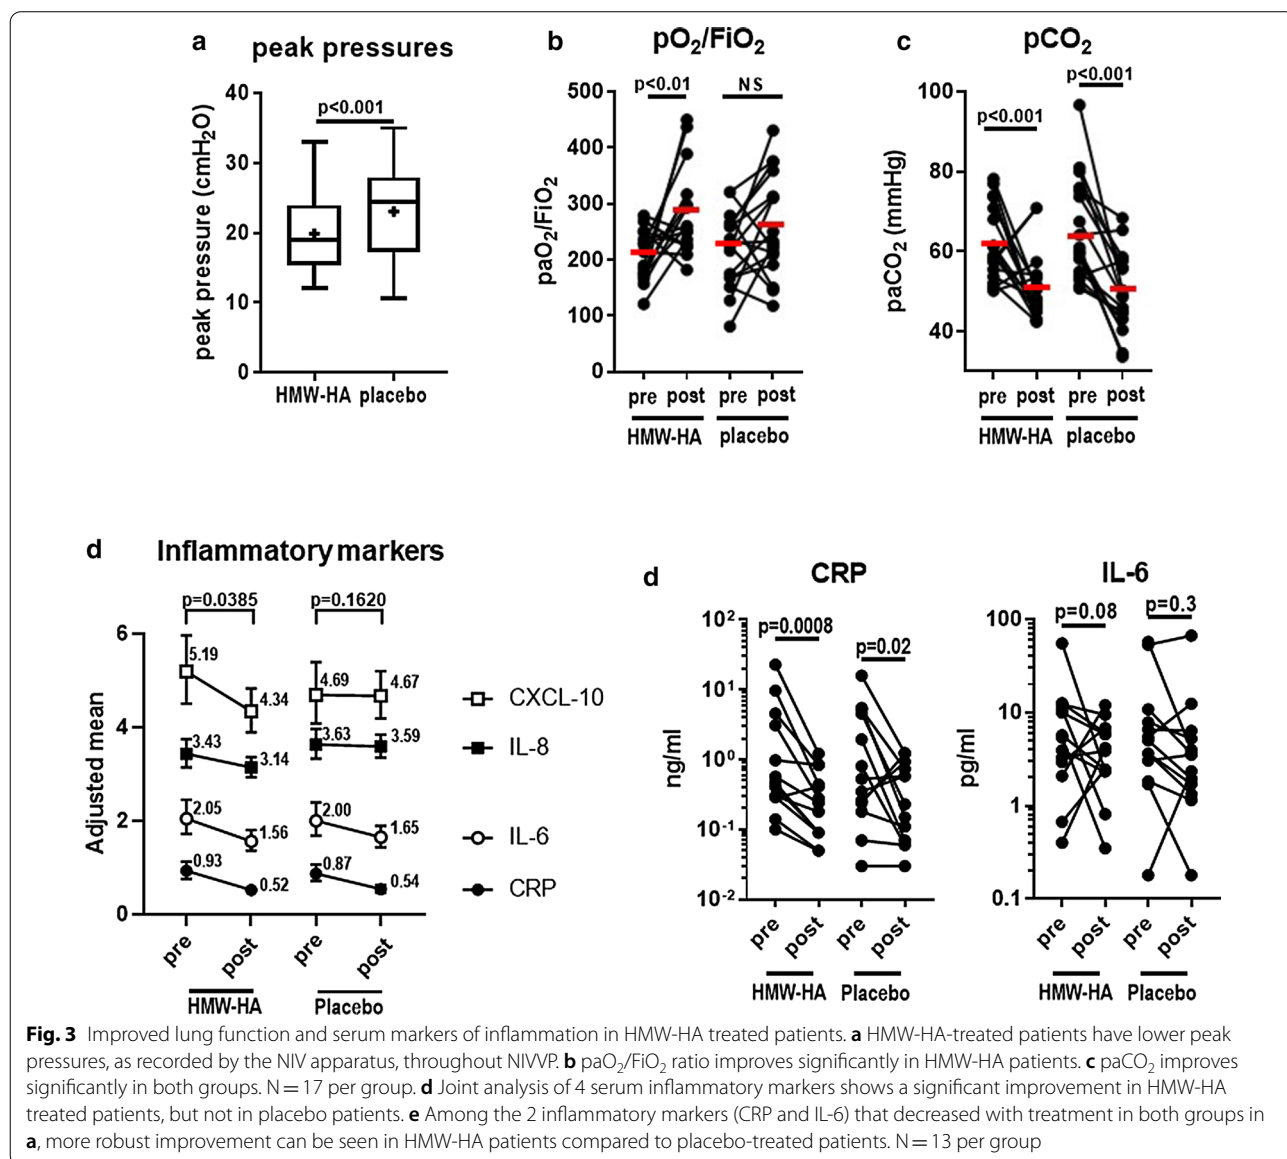 a peak pressures
peak pressure (cmH2O)
40
30
20
10
0
p<0.001
HMW-HA placebo
b pO2/FiO2
paO2/FiO2
500
400
300
200
100
0
p<0.01
NS
pre post pre post
HMW-HA placebo
c pCO2
paCO2 (mmHg)
100
80
60
40
p<0.001
p<0.001
pre post pre post
HMW-HA placebo
d Inflammatory markers
Adjusted mean
6
4
2
0
p=0.0385
p=0.1620
5.19
4.34
4.69
4.67
3.43
3.14
3.63
3.59
2.05
1.56
2.00
1.65
0.93
0.52
0.87
0.54
pre post pre post
HMW-HA Placebo
CXCL-10
IL-8
IL-6
CRP
d CRP
ng/ml
10^2
10^1
10^0
10^-1
10^-2
p=0.0008
p=0.02
pre post pre post
HMW-HA Placebo
IL-6
pg/ml
100
10
1
0.1
p=0.08
p=0.3
pre post pre post
HMW-HA Placebo
Fig. 3 Improved lung function and serum markers of inflammation in HMW-HA treated patients. a HMW-HA-treated patients have lower peak
pressures, as recorded by the NIV apparatus, throughout NIVVP. b paO2/FiO2 ratio improves significantly in HMW-HA patients. c paCO2 improves
significantly in both groups. N = 17 per group. d Joint analysis of 4 serum inflammatory markers shows a significant improvement in HMW-HA
treated patients, but not in placebo patients. e Among the 2 inflammatory markers (CRP and IL-6) that decreased with treatment in both groups in
a, more robust improvement can be seen in HMW-HA patients compared to placebo-treated patients. N = 13 per group